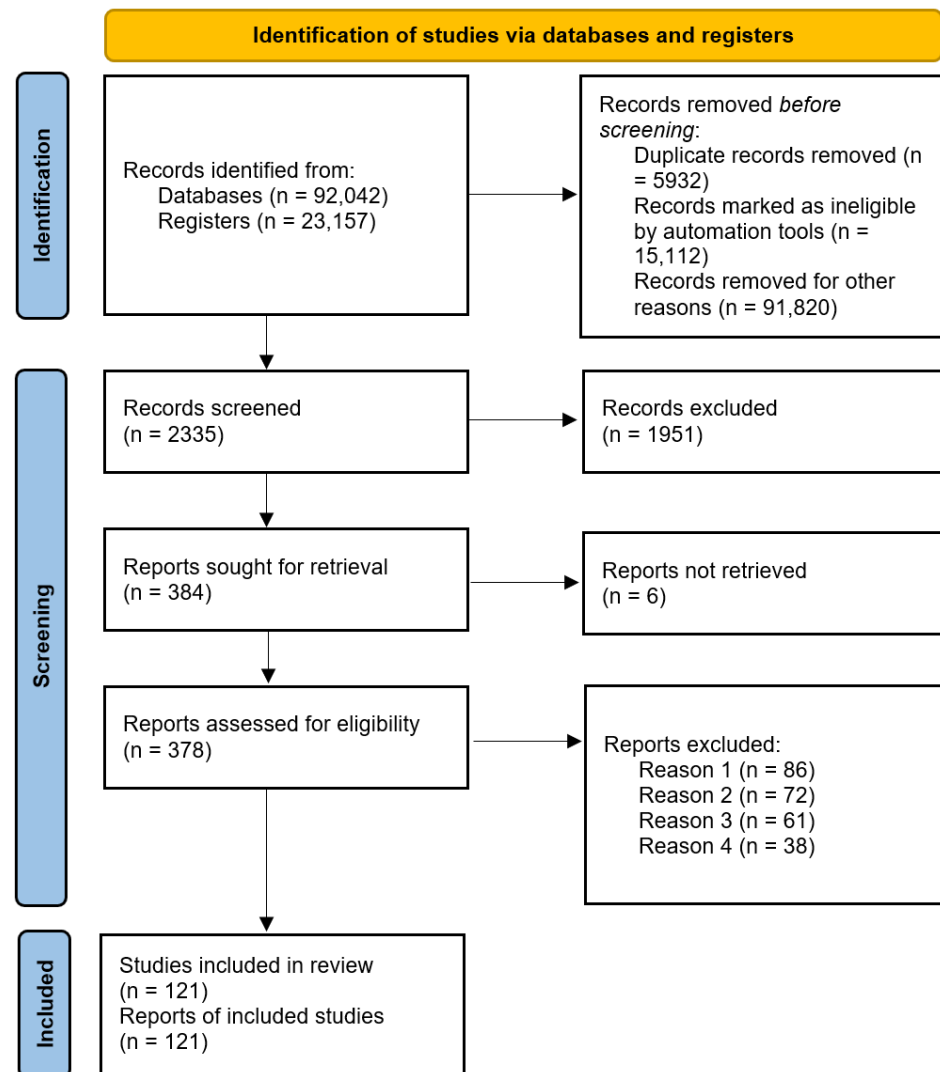 Identification of studies via databases and registers
Identification
Records identified from:
Databases (n = 92,042)
Registers (n = 23,157)
Records removed before
screening:
Duplicate records removed (n
= 5932)
Records marked as ineligible
by automation tools (n =
15,112)
Records removed for other
reasons (n = 91,820)
Screening
Records screened
(n = 2335)
Records excluded
(n = 1951)
Reports sought for retrieval
(n = 384)
Reports not retrieved
(n = 6)
Reports assessed for eligibility
(n = 378)
Reports excluded:
Reason 1 (n = 86)
Reason 2 (n = 72)
Reason 3 (n = 61)
Reason 4 (n = 38)
Included
Studies included in review
(n = 121)
Reports of included studies
(n = 121)